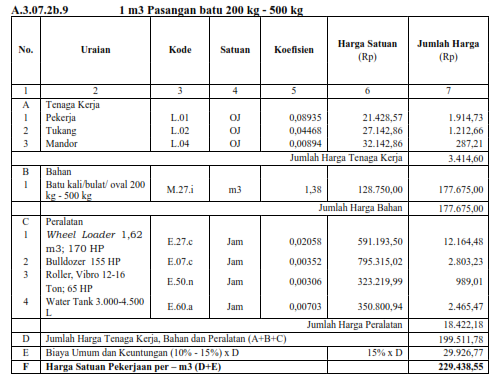 A.3.07.2b.9 1 m3 Pasangan batu 200 kg - 500 kg
No. Uraian Kode Satuan Koefisien Harga Satuan (Rp) Jumlah Harga (Rp)
1 2 3 4 5 6 7
A Tenaga Kerja
1 Pekerja L.01 OJ 0,08935 21.428,57 1.914,73
2 Tukang L.02 OJ 0,04468 27.142,86 1.212,66
3 Mandor L.04 OJ 0,00894 32.142,86 287,21
Jumlah Harga Tenaga Kerja 3.414,60
B Bahan
1 Batu kali/bulat/ oval 200
kg - 500 kg M.27.i m3 1,38 128.750,00 177.675,00
Jumlah Harga Bahan 177.675,00
C Peralatan
1 Wheel Loader 1,62
m3; 170 HP E.27.c Jam 0,02058 591.193,50 12.164,48
2 Bulldozer 155 HP E.07.c Jam 0,00352 795.315,02 2.803,23
3 Roller, Vibro 12-16
Ton; 65 HP E.50.n Jam 0,00306 323.219,99 989,01
4 Water Tank 3.000-4.500
L E.60.a Jam 0,00703 350.800,94 2.465,47
Jumlah Harga Peralatan 18.422,18
D Jumlah Harga Tenaga Kerja, Bahan dan Peralatan (A+B+C) 199.511,78
E Biaya Umum dan Keuntungan (10% - 15%) x D 15% x D 29.926,77
F Harga Satuan Pekerjaan per – m3 (D+E) 229.438,55